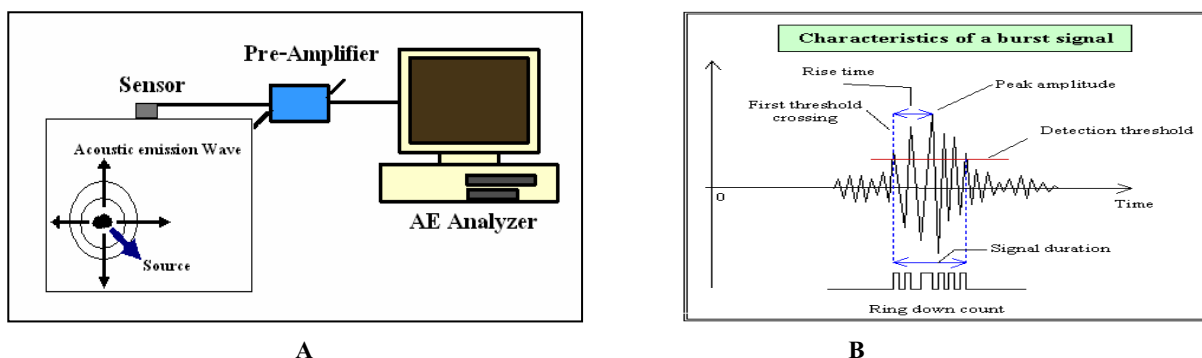 Pre-Amplifier
Sensor
Acoustic emission Wave
Source
AE Analyzer
A
Characteristics of a burst signal
Rise time
Peak amplitude
First threshold
crossing
Detection threshold
0
Time
Signal duration
Ring down count
B